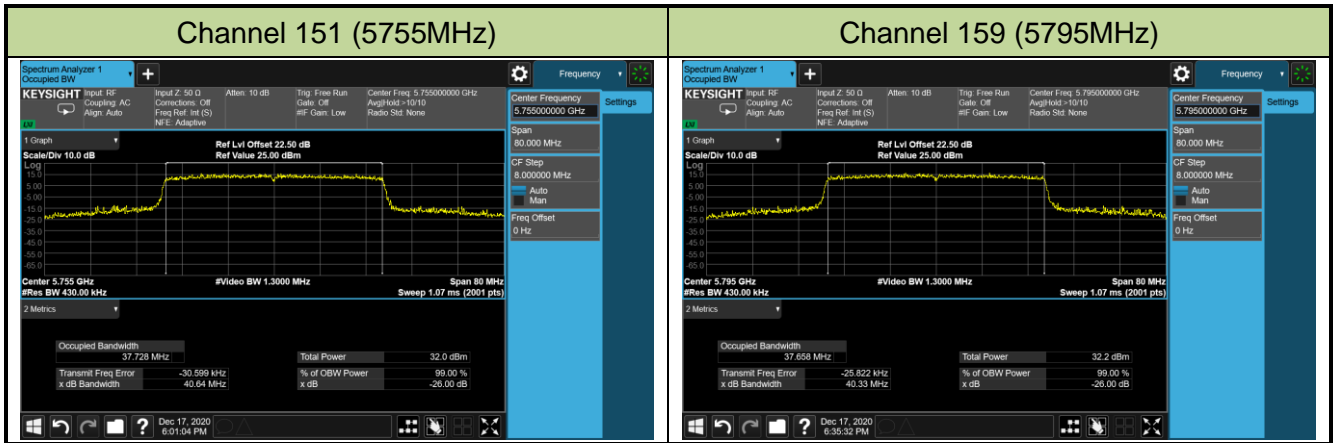 Channel 151 (5755MHz)
Spectrum Analyzer 1
Occupied BW
+
Frequency
KEYSIGHT
Input: RF
Coupling: AC
Align: Auto
Input Z: 50 Ω
Corrections: Off
Freq Ref: Int (S)
NFE: Adaptive
Atten: 10 dB
Trig: Free Run
Gate: Off
#IF Gain: Low
Center Freq: 5.755000000 GHz
Avg|Hold:>10/10
Radio Std: None
Center Frequency
5.755000000 GHz
Settings
Span
80.000 MHz
CF Step
8.000000 MHz
Auto
Man
Freq Offset
0 Hz
1 Graph
Scale/Div 10.0 dB
Ref Lvl Offset 22.50 dB
Ref Value 25.00 dBm
Log
15.0
5.00
-5.00
-15.0
-25.0
-35.0
-45.0
-55.0
-65.0
Center 5.755 GHz
#Res BW 430.00 kHz
#Video BW 1.3000 MHz
Span 80 MHz
Sweep 1.07 ms (2001 pts)
2 Metrics
Occupied Bandwidth
37.728 MHz
Transmit Freq Error -30.599 kHz
x dB Bandwidth 40.64 MHz
Total Power 32.0 dBm
% of OBW Power 99.00 %
x dB -26.00 dB
?
Dec 17, 2020
6:01:04 PM
Channel 159 (5795MHz)
Spectrum Analyzer 1
Occupied BW
+
Frequency
KEYSIGHT
Input: RF
Coupling: AC
Align: Auto
Input Z: 50 Ω
Corrections: Off
Freq Ref: Int (S)
NFE: Adaptive
Atten: 10 dB
Trig: Free Run
Gate: Off
#IF Gain: Low
Center Freq: 5.795000000 GHz
Avg|Hold:>10/10
Radio Std: None
Center Frequency
5.795000000 GHz
Settings
Span
80.000 MHz
CF Step
8.000000 MHz
Auto
Man
Freq Offset
0 Hz
1 Graph
Scale/Div 10.0 dB
Ref Lvl Offset 22.50 dB
Ref Value 25.00 dBm
Log
15.0
5.00
-5.00
-15.0
-25.0
-35.0
-45.0
-55.0
-65.0
Center 5.795 GHz
#Res BW 430.00 kHz
#Video BW 1.3000 MHz
Span 80 MHz
Sweep 1.07 ms (2001 pts)
2 Metrics
Occupied Bandwidth
37.658 MHz
Transmit Freq Error -25.822 kHz
x dB Bandwidth 40.33 MHz
Total Power 32.2 dBm
% of OBW Power 99.00 %
x dB -26.00 dB
?
Dec 17, 2020
6:35:32 PM